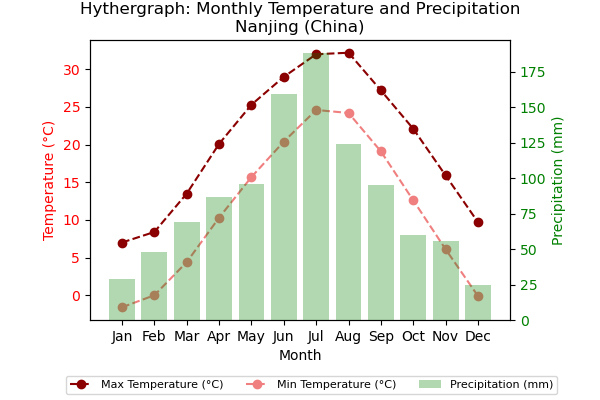 Hythergraph: Monthly Temperature and Precipitation
Nanjing (China)
Temperature (°C)
30
25
20
15
10
5
0
175
150
125
100
75
50
25
0
Precipitation (mm)
Jan Feb Mar Apr May Jun Jul Aug Sep Oct Nov Dec
Month
Max Temperature (°C) Min Temperature (°C) Precipitation (mm)